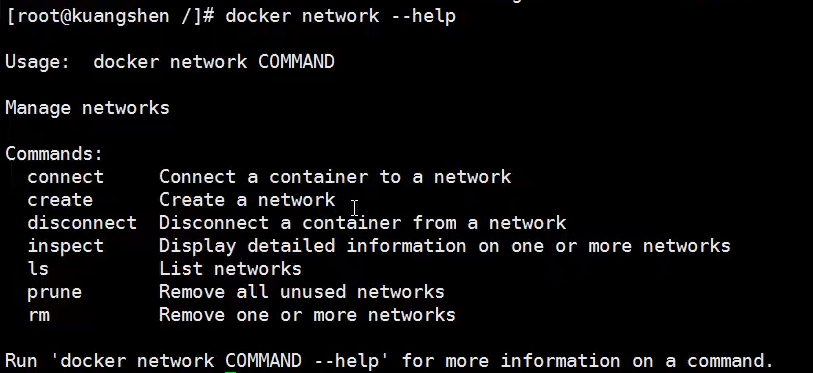 [root@kuangshen /]# docker network --help
Usage:  docker network COMMAND
Manage networks
Commands:
  connect     Connect a container to a network
  create      Create a network
  disconnect  Disconnect a container from a network
  inspect     Display detailed information on one or more networks
  ls          List networks
  prune       Remove all unused networks
  rm          Remove one or more networks
Run 'docker network COMMAND --help' for more information on a command.